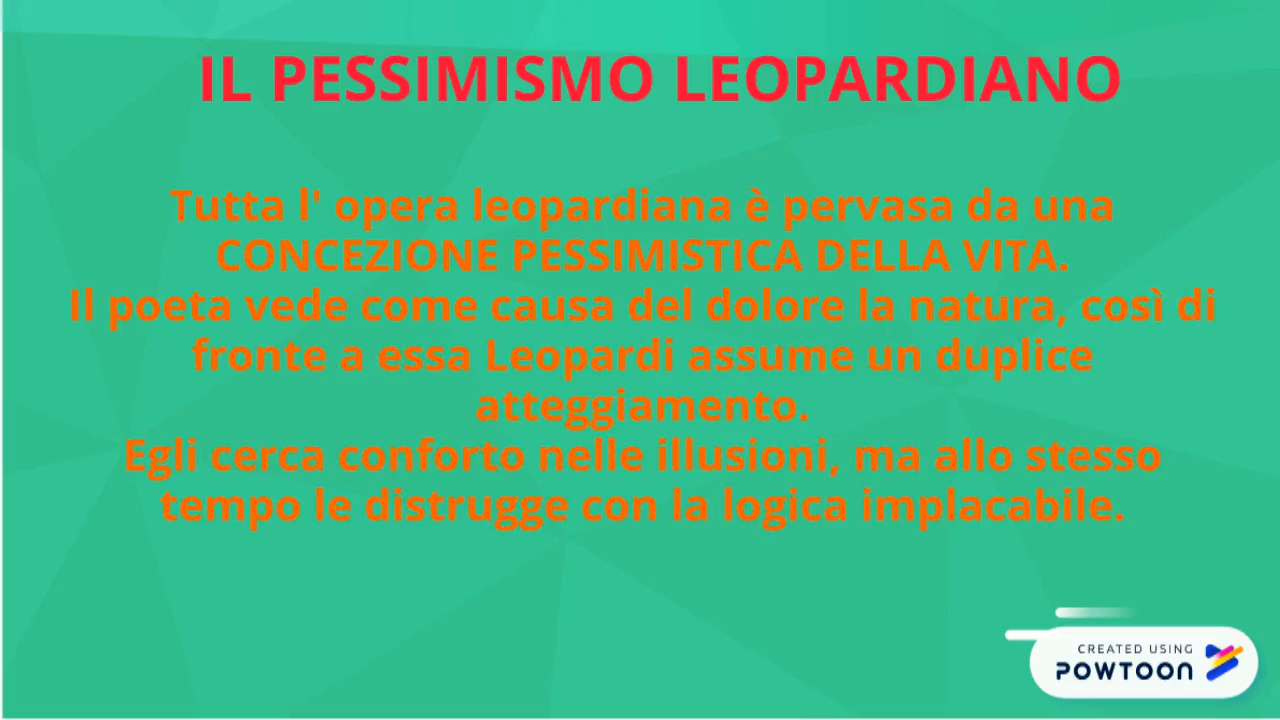 IL PESSIMISMO LEOPARDIANO
Tutta l' opera leopardiana è pervasa da una
CONCEZIONE PESSIMISTICA DELLA VITA.
Il poeta vede come causa del dolore la natura, così di
fronte a essa Leopardi assume un duplice
atteggiamento.
Egli cerca conforto nelle illusioni, ma allo stesso
tempo le distrugge con la logica implacabile.
CREATED USING
POWTOON